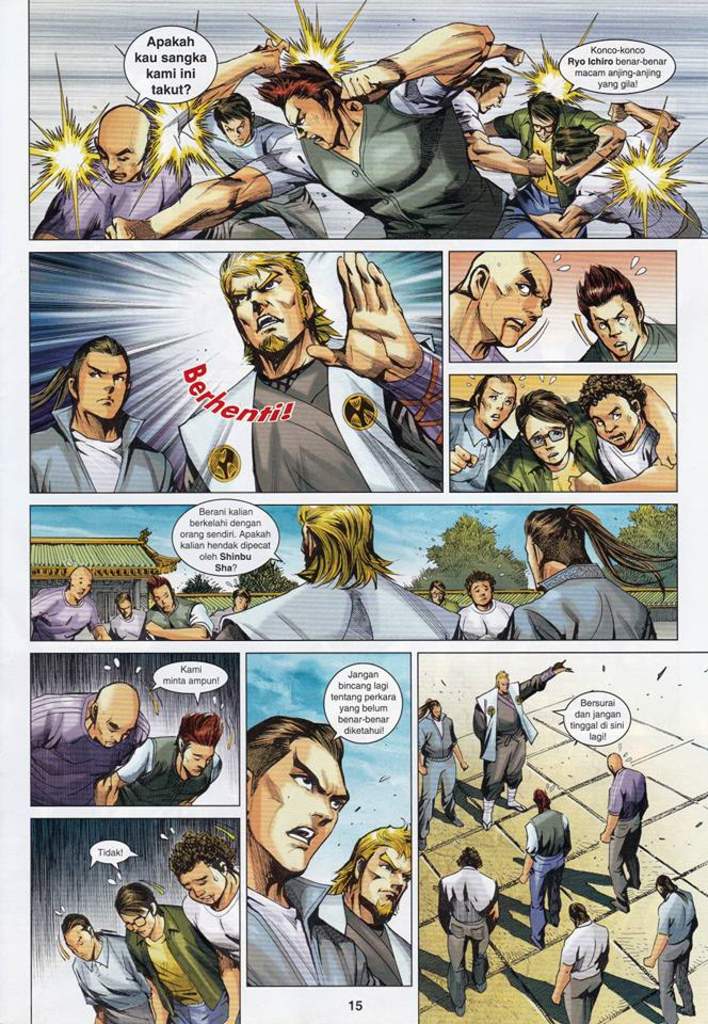 Apakah
kau sangka
kami ini
takut?
Konco-konco
Ryo Ichiro benar-benar
macam anjing-anjing
yang gila!
Berhenti!
Berani kalian
berkelahi dengan
orang sendiri. Apakah
kalian hendak dipecat
oleh Shinbu
Sha?
Kami
minta ampun!
Tidak!
Jangan
bincang lagi
tentang perkara
yang belum
benar-benar
diketahui!
Bersurai
dan jangan
tinggal di sini
lagi!
15